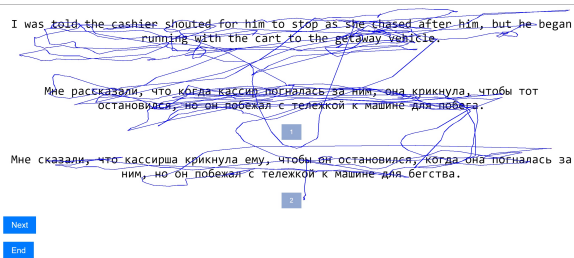 I was told the cashier shouted for him to stop as she chased after him, but he began
running with the cart to the getaway vehicle.
Мне рассказали, что когда кассир погналась за ним, она крикнула, чтобы тот
остановился, но он побежал с тележкой к машине для побега.
1
Мне сказали, что кассирша крикнула ему, чтобы он остановился, когда она погналась за
ним, но он побежал с тележкой к машине для бегства.
2
Next
End